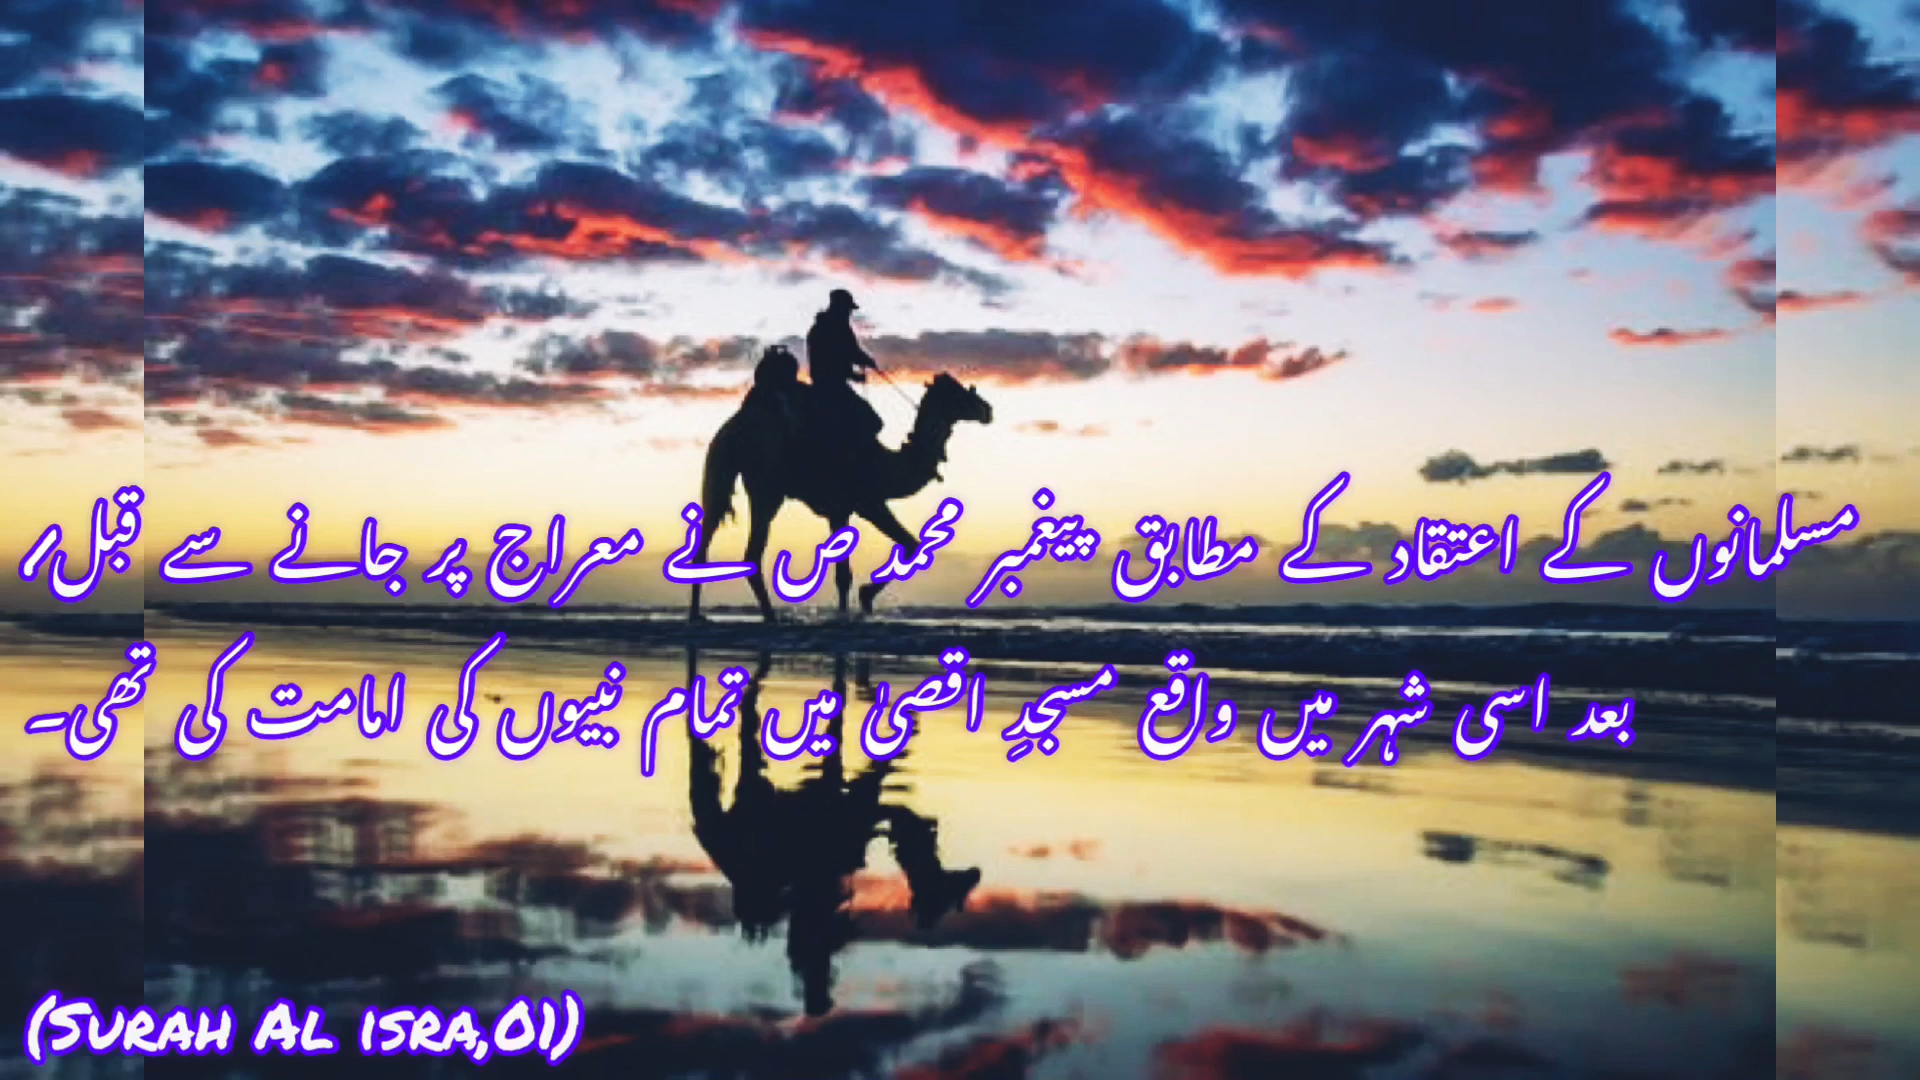 مسلمانوں کے اعتقاد کے مطابق پیغمبر محمد ص نے معراج پر جانے سے قبل/
بعد اسی شہر میں واقع مسجدِ اقصیٰ میں تمام نبیوں کی امامت کی تھی۔
(Surah Al isra,01)